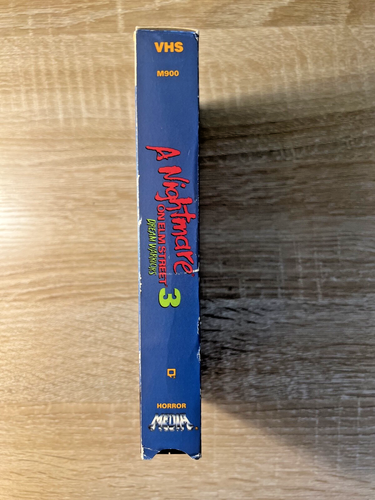 VHS
M900
A Nightmare
ON ELM STREET
3
DREAM WARRIORS
HORROR
MEDIA